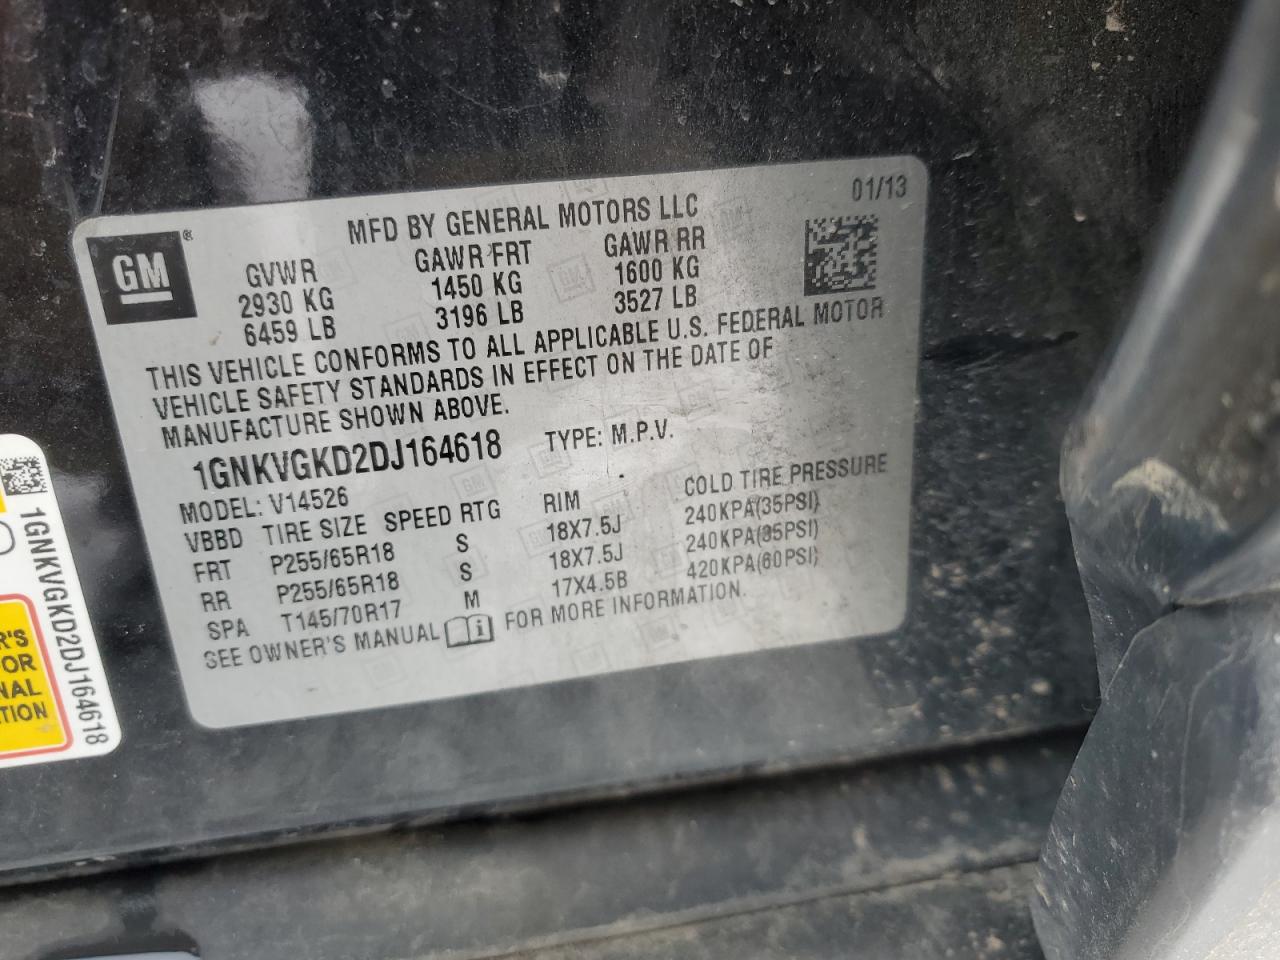 01/13
MFD BY GENERAL MOTORS LLC
GM ®
GVWR GAWR FRT GAWR RR
2930 KG 1450 KG 1600 KG
6459 LB 3196 LB 3527 LB
THIS VEHICLE CONFORMS TO ALL APPLICABLE U.S. FEDERAL MOTOR
VEHICLE SAFETY STANDARDS IN EFFECT ON THE DATE OF
MANUFACTURE SHOWN ABOVE.
1GNKVGKD2DJ164618 TYPE: M.P.V.
MODEL: V14526
VBBD TIRE SIZE SPEED RTG RIM COLD TIRE PRESSURE
FRT P255/65R18 S 18X7.5J 240KPA(35PSI)
RR P255/65R18 S 18X7.5J 240KPA(35PSI)
SPA T145/70R17 M 17X4.5B 420KPA(60PSI)
SEE OWNER'S MANUAL i FOR MORE INFORMATION.
1GNKVGKD2DJ164618
R'S
OR
NAL
TION